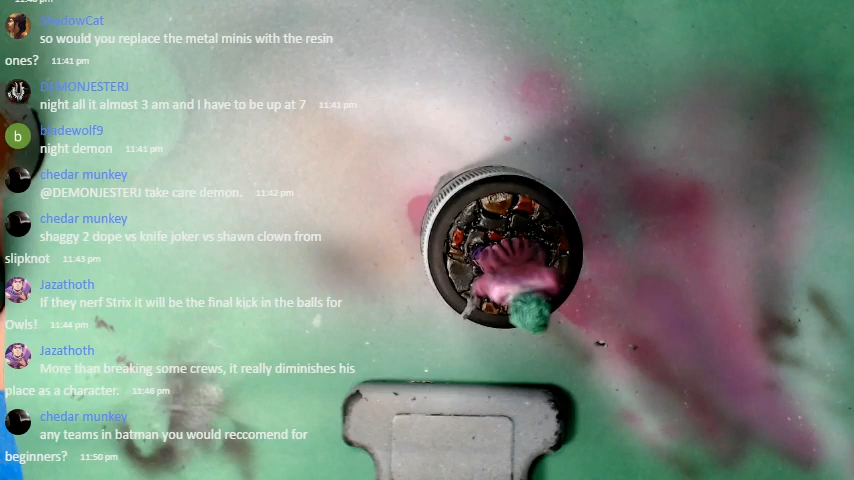 ShadowCat
so would you replace the metal minis with the resin
ones? 11:41 pm
DEMONJESTERJ
night all it almost 3 am and I have to be up at 7 11:41 pm
b
bladewolf9
night demon 11:41 pm
chedar munkey
@DEMONJESTERJ take care demon. 11:42 pm
chedar munkey
shaggy 2 dope vs knife joker vs shawn clown from
slipknot 11:43 pm
Jazathoth
If they nerf Strix it will be the final kick in the balls for
Owls! 11:44 pm
Jazathoth
More than breaking some crews, it really diminishes his
place as a character. 11:46 pm
chedar munkey
any teams in batman you would reccomend for
beginners? 11:50 pm